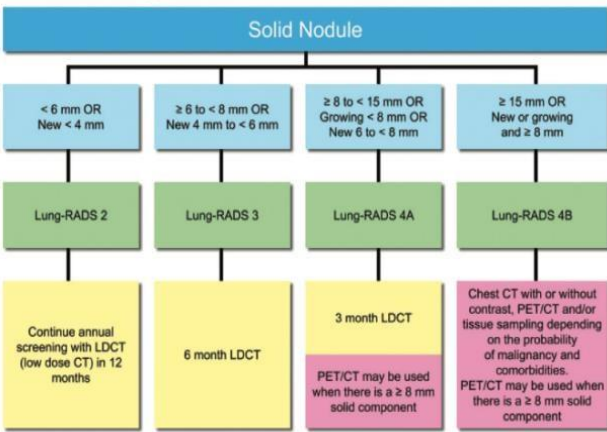 Solid Nodule
< 6 mm OR
New < 4 mm
≥ 6 to < 8 mm OR
New 4 mm to < 6 mm
≥ 8 to < 15 mm OR
Growing < 8 mm OR
New 6 to < 8 mm
≥ 15 mm OR
New or growing
and ≥ 8 mm
Lung-RADS 2
Lung-RADS 3
Lung-RADS 4A
Lung-RADS 4B
Continue annual
screening with LDCT
(low dose CT) in 12
months
6 month LDCT
3 month LDCT
PET/CT may be used
when there is a ≥ 8 mm
solid component
Chest CT with or without
contrast, PET/CT and/or
tissue sampling depending
on the probability
of malignancy and
comorbidities.
PET/CT may be used when
there is a ≥ 8 mm solid
component